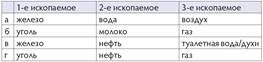 1-е ископаемое 2-е ископаемое 3-е ископаемое
а железо вода воздух
б уголь молоко газ
в железо нефть туалетная вода/духи
г уголь нефть газ